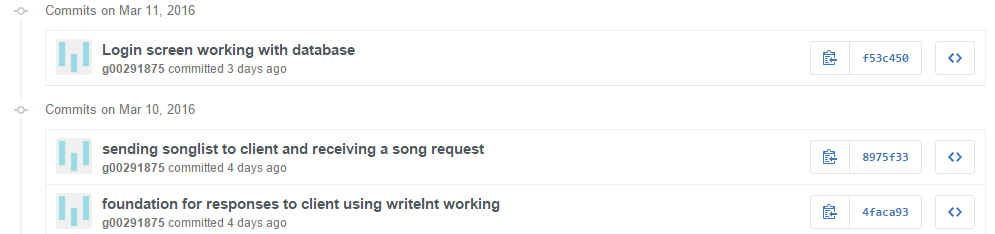 Commits on Mar 11, 2016
Login screen working with database
g00291875 committed 3 days ago
f53c450
Commits on Mar 10, 2016
sending songlist to client and receiving a song request
g00291875 committed 4 days ago
8975f33
foundation for responses to client using writeInt working
g00291875 committed 4 days ago
4faca93